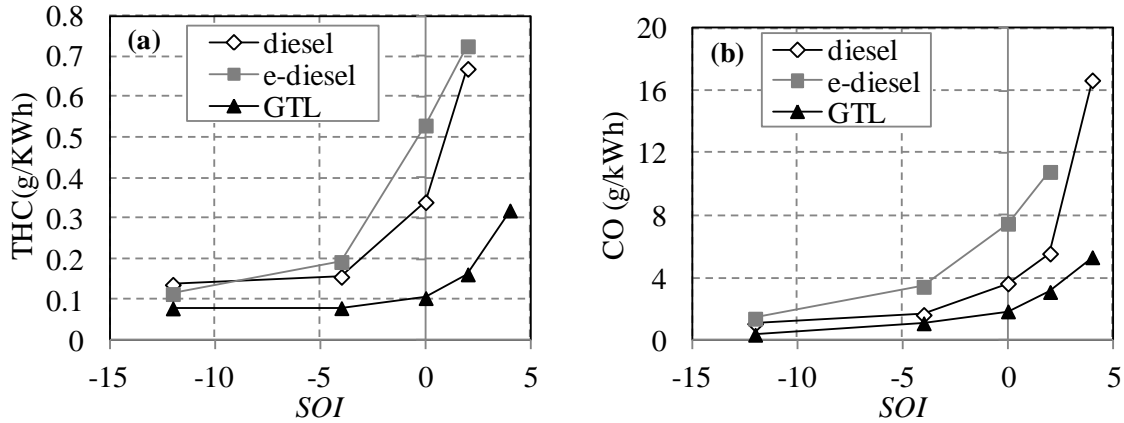 (a)
diesel
e-diesel
GTL
THC(g/KWh)
0.8
0.7
0.6
0.5
0.4
0.3
0.2
0.1
0
-15 -10 -5 0 5
SOI
(b)
diesel
e-diesel
GTL
CO (g/kWh)
20
16
12
8
4
0
-15 -10 -5 0 5
SOI